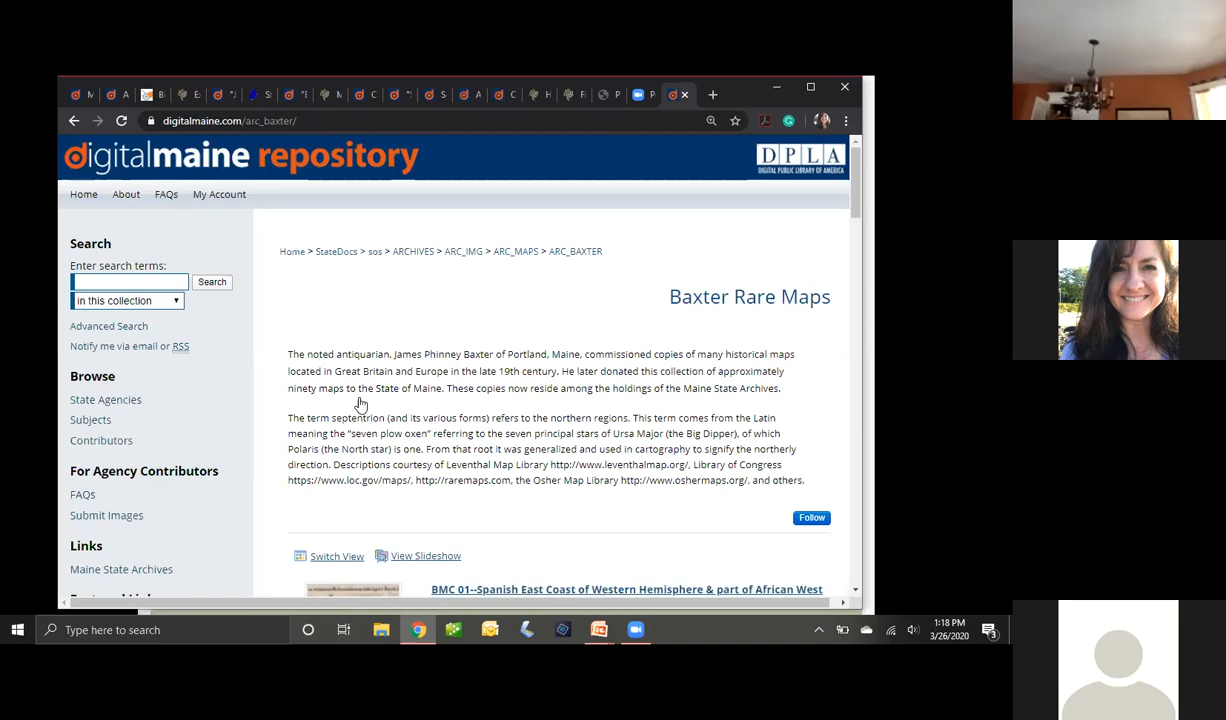 digitalmaine.com/arc_baxter/
digitalmaine repository
DPLA
DIGITAL PUBLIC LIBRARY OF AMERICA
Home About FAQs My Account
Search
Enter search terms:
Search
in this collection
Advanced Search
Notify me via email or RSS
Browse
State Agencies
Subjects
Contributors
For Agency Contributors
FAQs
Submit Images
Links
Maine State Archives
Home > StateDocs > sos > ARCHIVES > ARC_IMG > ARC_MAPS > ARC_BAXTER
Baxter Rare Maps
The noted antiquarian, James Phinney Baxter of Portland, Maine, commissioned copies of many historical maps
located in Great Britain and Europe in the late 19th century. He later donated this collection of approximately
ninety maps to the State of Maine. These copies now reside among the holdings of the Maine State Archives.
The term septentrion (and its various forms) refers to the northern regions. This term comes from the Latin
meaning the "seven plow oxen" referring to the seven principal stars of Ursa Major (the Big Dipper), of which
Polaris (the North star) is one. From that root it was generalized and used in cartography to signify the northerly
direction. Descriptions courtesy of Leventhal Map Library http://www.leventhalmap.org/, Library of Congress
https://www.loc.gov/maps/, http://raremaps.com, the Osher Map Library http://www.oshermaps.org/, and others.
Follow
Switch View View Slideshow
BMC 01--Spanish East Coast of Western Hemisphere & part of African West
Type here to search
1:18 PM
3/26/2020
3